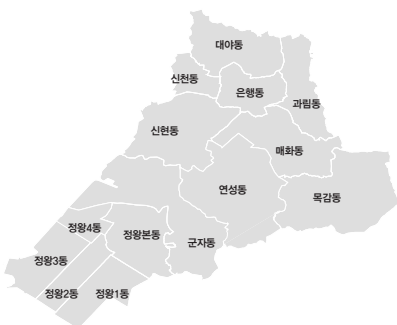 대야동
신천동
은행동
과림동
신현동
매화동
연성동
목감동
정왕4동
정왕본동
군자동
정왕3동
정왕2동
정왕1동